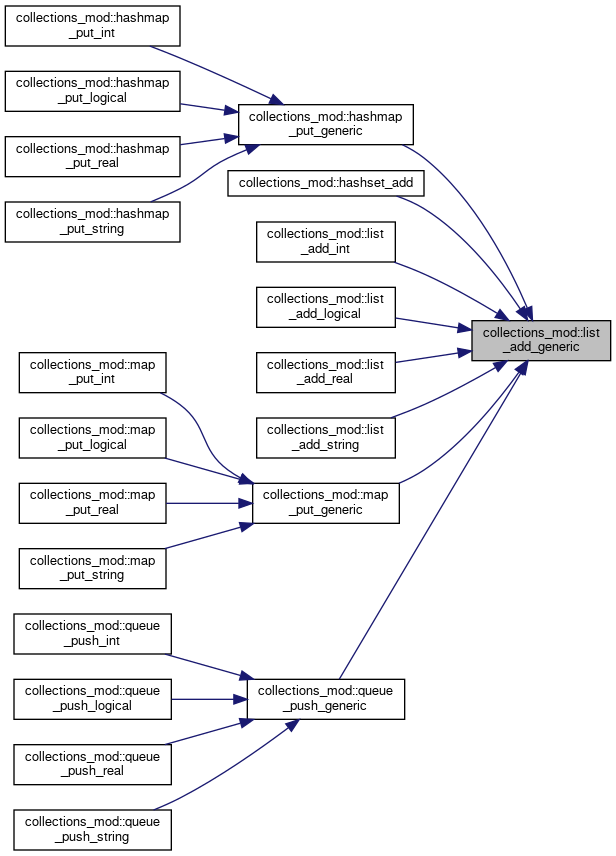 collections_mod::hashmap
_put_int
collections_mod::hashmap
_put_logical
collections_mod::hashmap
_put_real
collections_mod::hashmap
_put_string
collections_mod::hashmap
_put_generic
collections_mod::hashset_add
collections_mod::list
_add_int
collections_mod::list
_add_logical
collections_mod::list
_add_real
collections_mod::list
_add_string
collections_mod::list
_add_generic
collections_mod::map
_put_int
collections_mod::map
_put_logical
collections_mod::map
_put_real
collections_mod::map
_put_string
collections_mod::map
_put_generic
collections_mod::queue
_push_int
collections_mod::queue
_push_logical
collections_mod::queue
_push_real
collections_mod::queue
_push_string
collections_mod::queue
_push_generic